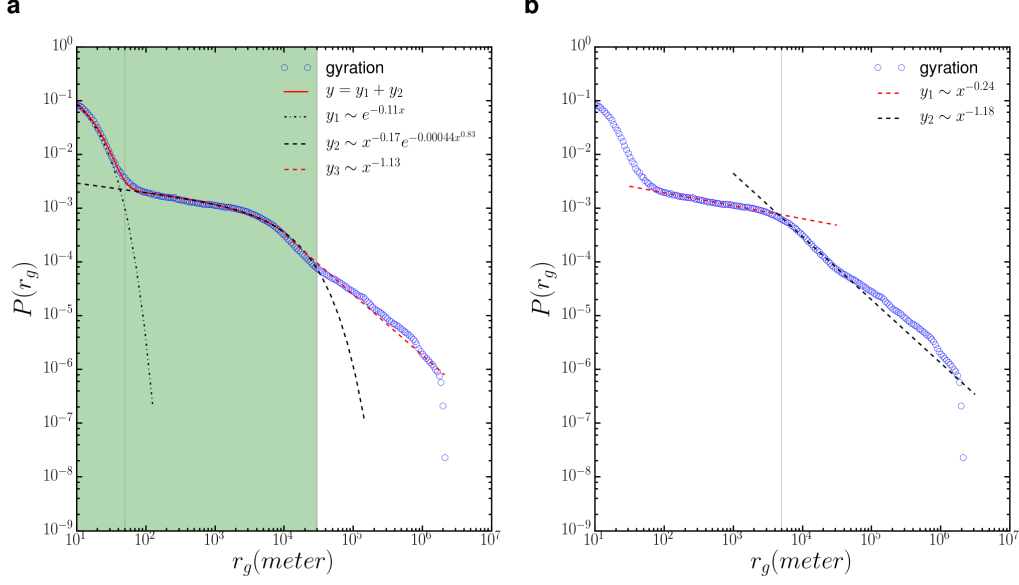 a
10^0
10^-1
10^-2
10^-3
10^-4
10^-5
10^-6
10^-7
10^-8
10^-9
P(r_g)
10^1 10^2 10^3 10^4 10^5 10^6 10^7
r_g(meter)
gyration
y = y_1 + y_2
y_1 ∼ e^{-0.11x}
y_2 ∼ x^{-0.17}e^{-0.00044x^{0.83}}
y_3 ∼ x^{-1.13}
b
10^0
10^-1
10^-2
10^-3
10^-4
10^-5
10^-6
10^-7
10^-8
10^-9
P(r_g)
10^1 10^2 10^3 10^4 10^5 10^6 10^7
r_g(meter)
gyration
y_1 ∼ x^{-0.24}
y_2 ∼ x^{-1.18}